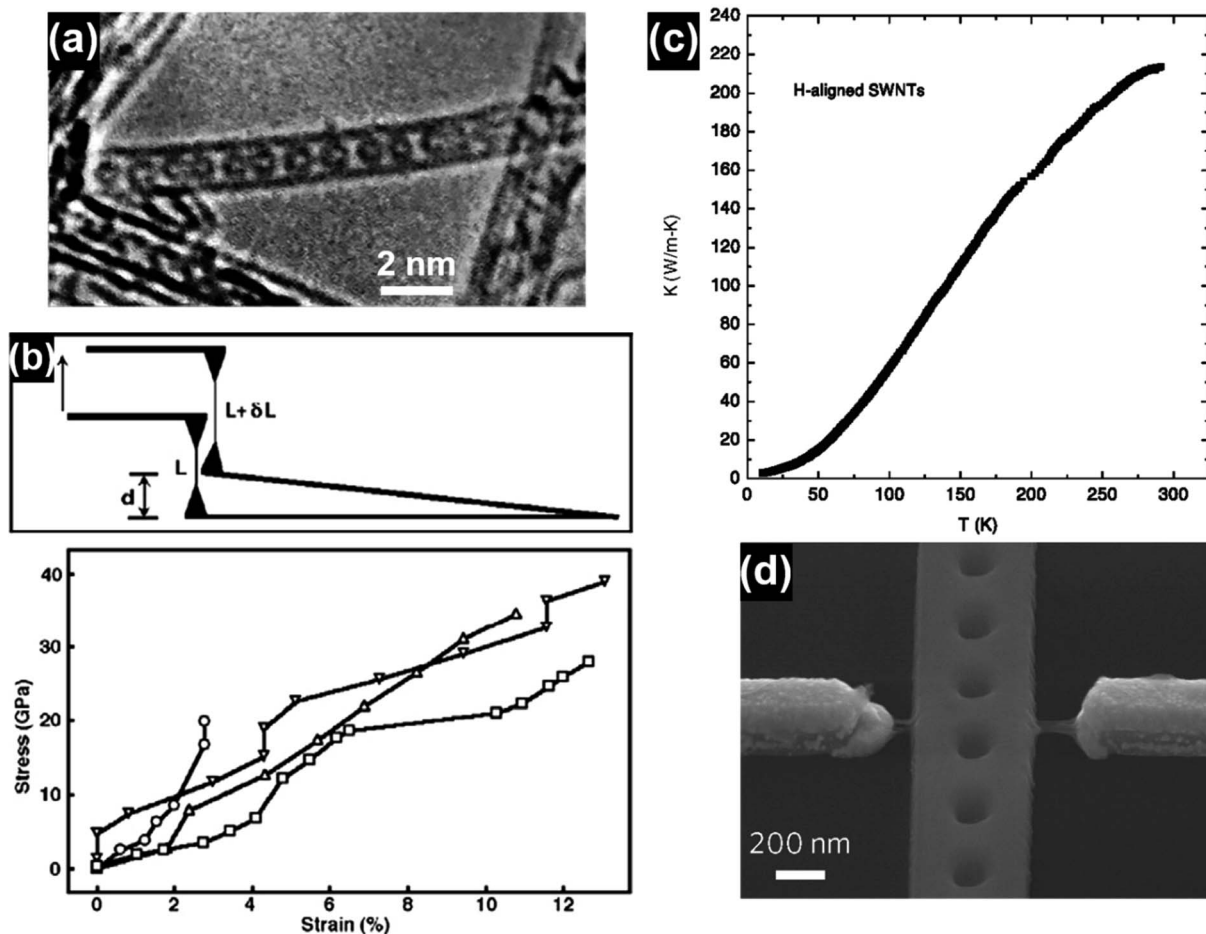 (a)
2 nm
(b)
L+ δL
L
d
40
30
20
10
0
Stress (GPa)
0 2 4 6 8 10 12
Strain (%)
(c)
240
220
200
180
160
140
120
100
80
60
40
20
0
K (W/m-K)
H-aligned SWNTs
0 50 100 150 200 250 300
T (K)
(d)
200 nm